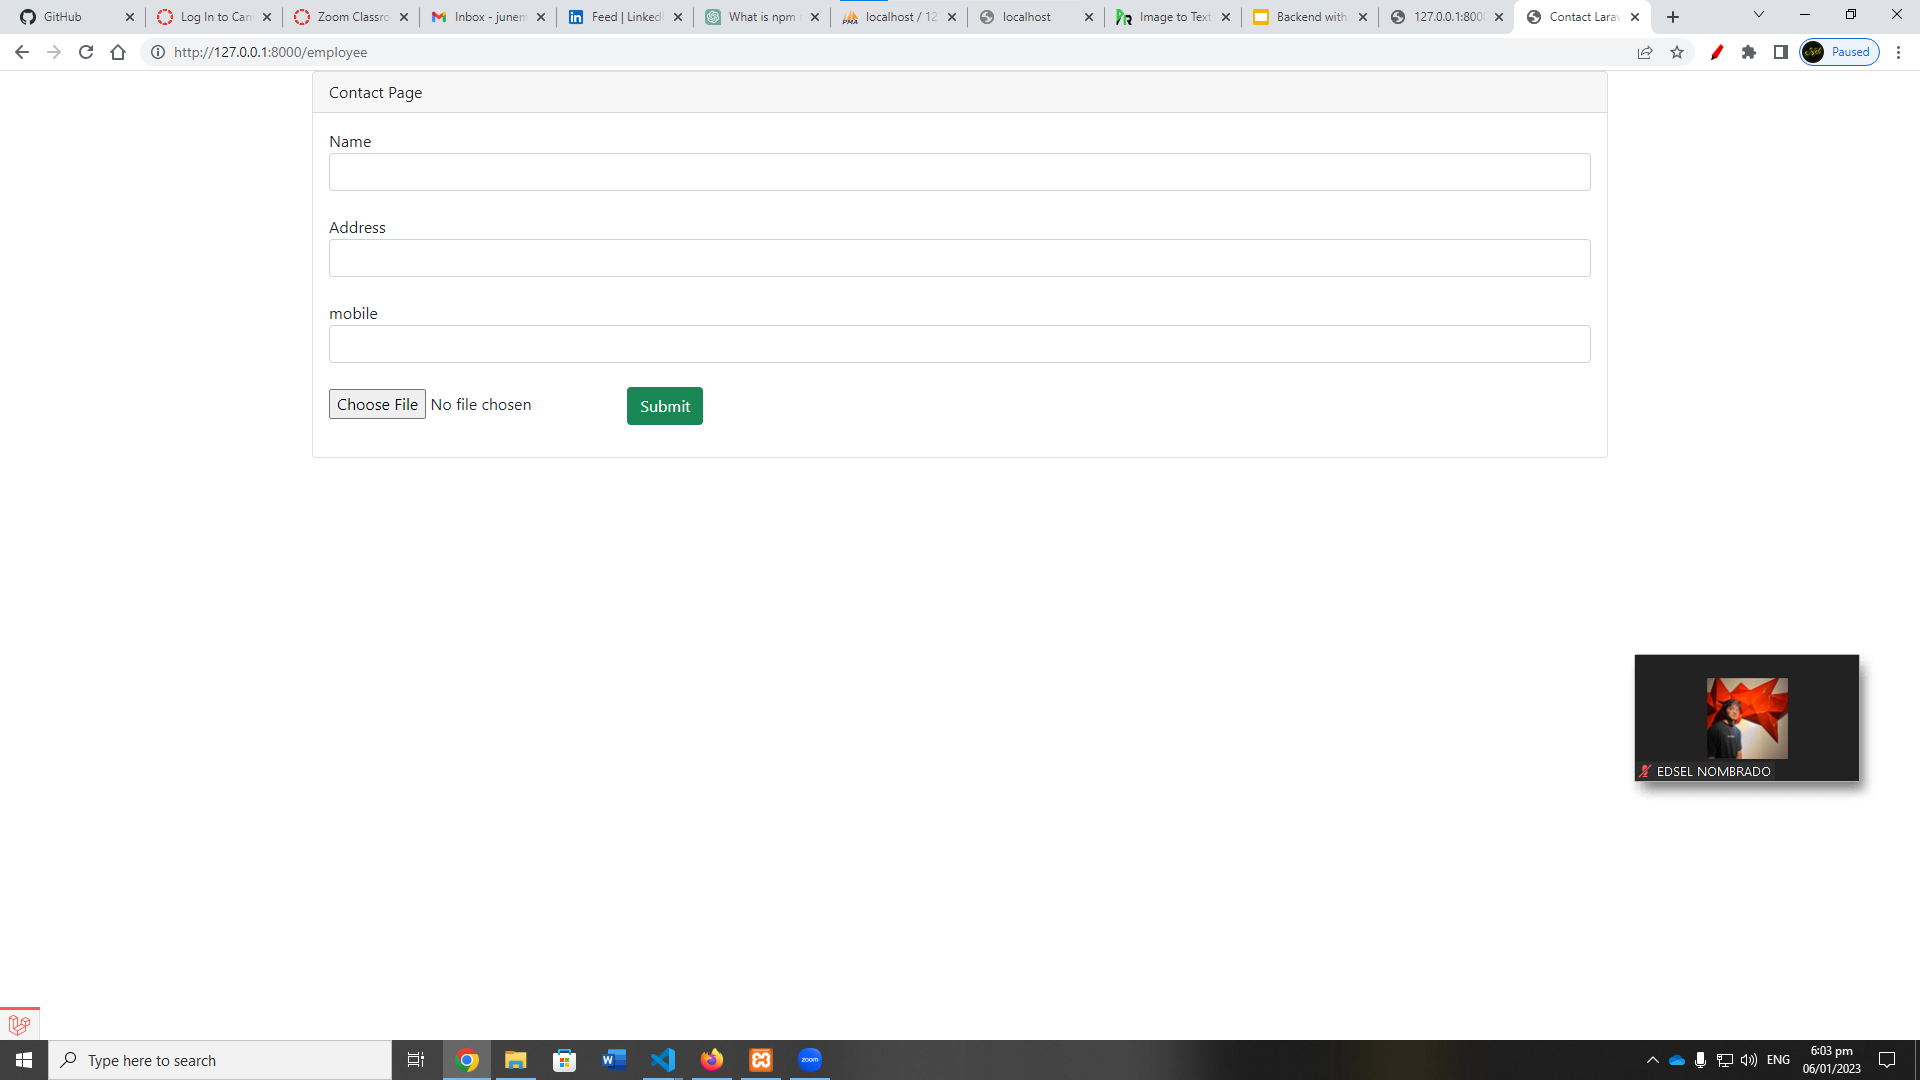 GitHub
Log In to Can
Zoom Classro
Inbox - junem
Feed | LinkedI
What is npm
localhost / 12
localhost
Image to Text
Backend with
127.0.0.1:800
Contact Larav
http://127.0.0.1:8000/employee
Paused
Contact Page
Name
Address
mobile
Choose File No file chosen
Submit
EDSEL NOMBRADO
Type here to search
ENG
6:03 pm
06/01/2023